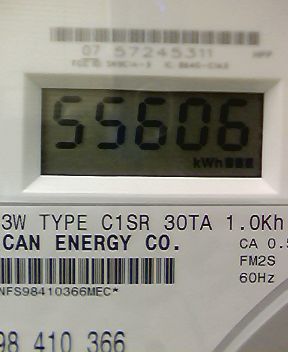 07 57245311
55606
kWh
3W TYPE C1SR 30TA 1.0Kh
CAN ENERGY CO.
CA 0.5
FM2S
60Hz
NFS98410366MEC*
98 410 366